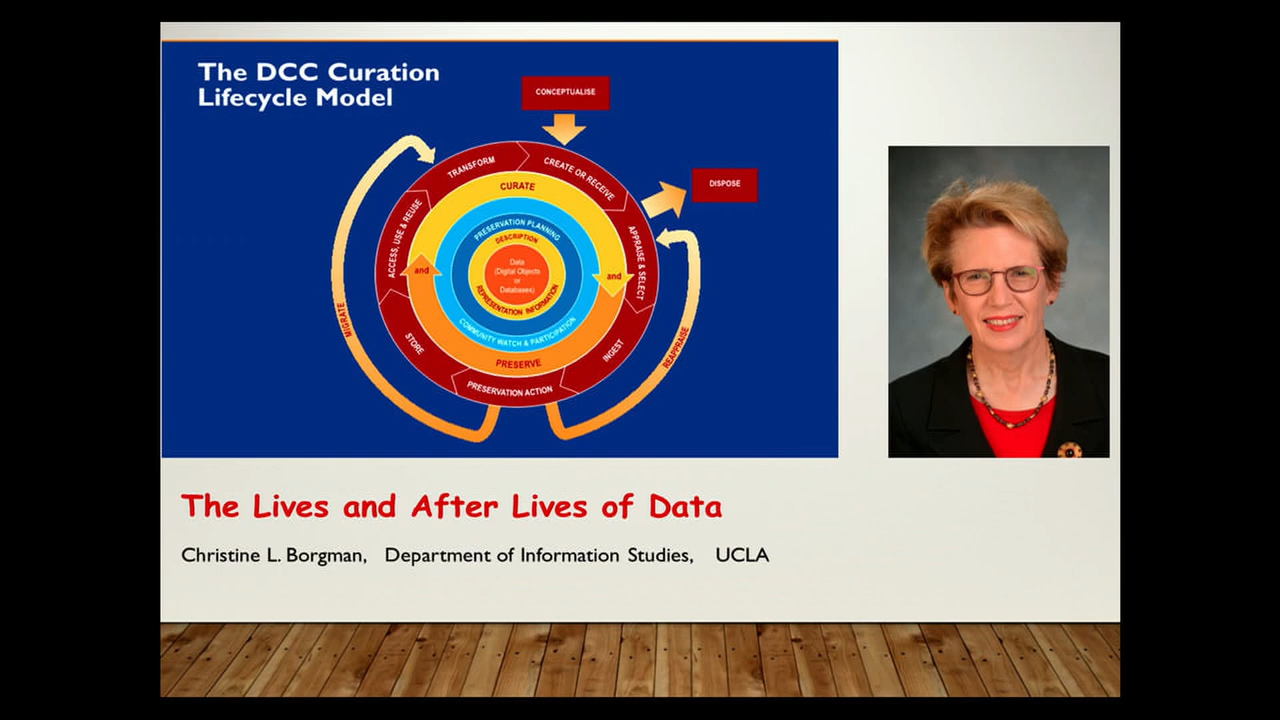 The DCC Curation
Lifecycle Model
CONCEPTUALISE
DISPOSE
TRANSFORM
CREATE OR RECEIVE
APPRAISE & SELECT
INGEST
PRESERVATION ACTION
STORE
ACCESS, USE & REUSE
MIGRATE
REAPPRAISE
CURATE
and
and
PRESERVE
PRESERVATION PLANNING
COMMUNITY WATCH & PARTICIPATION
DESCRIPTION
REPRESENTATION INFORMATION
Data
(Digital Objects
or
Databases)
The Lives and After Lives of Data
Christine L. Borgman, Department of Information Studies, UCLA